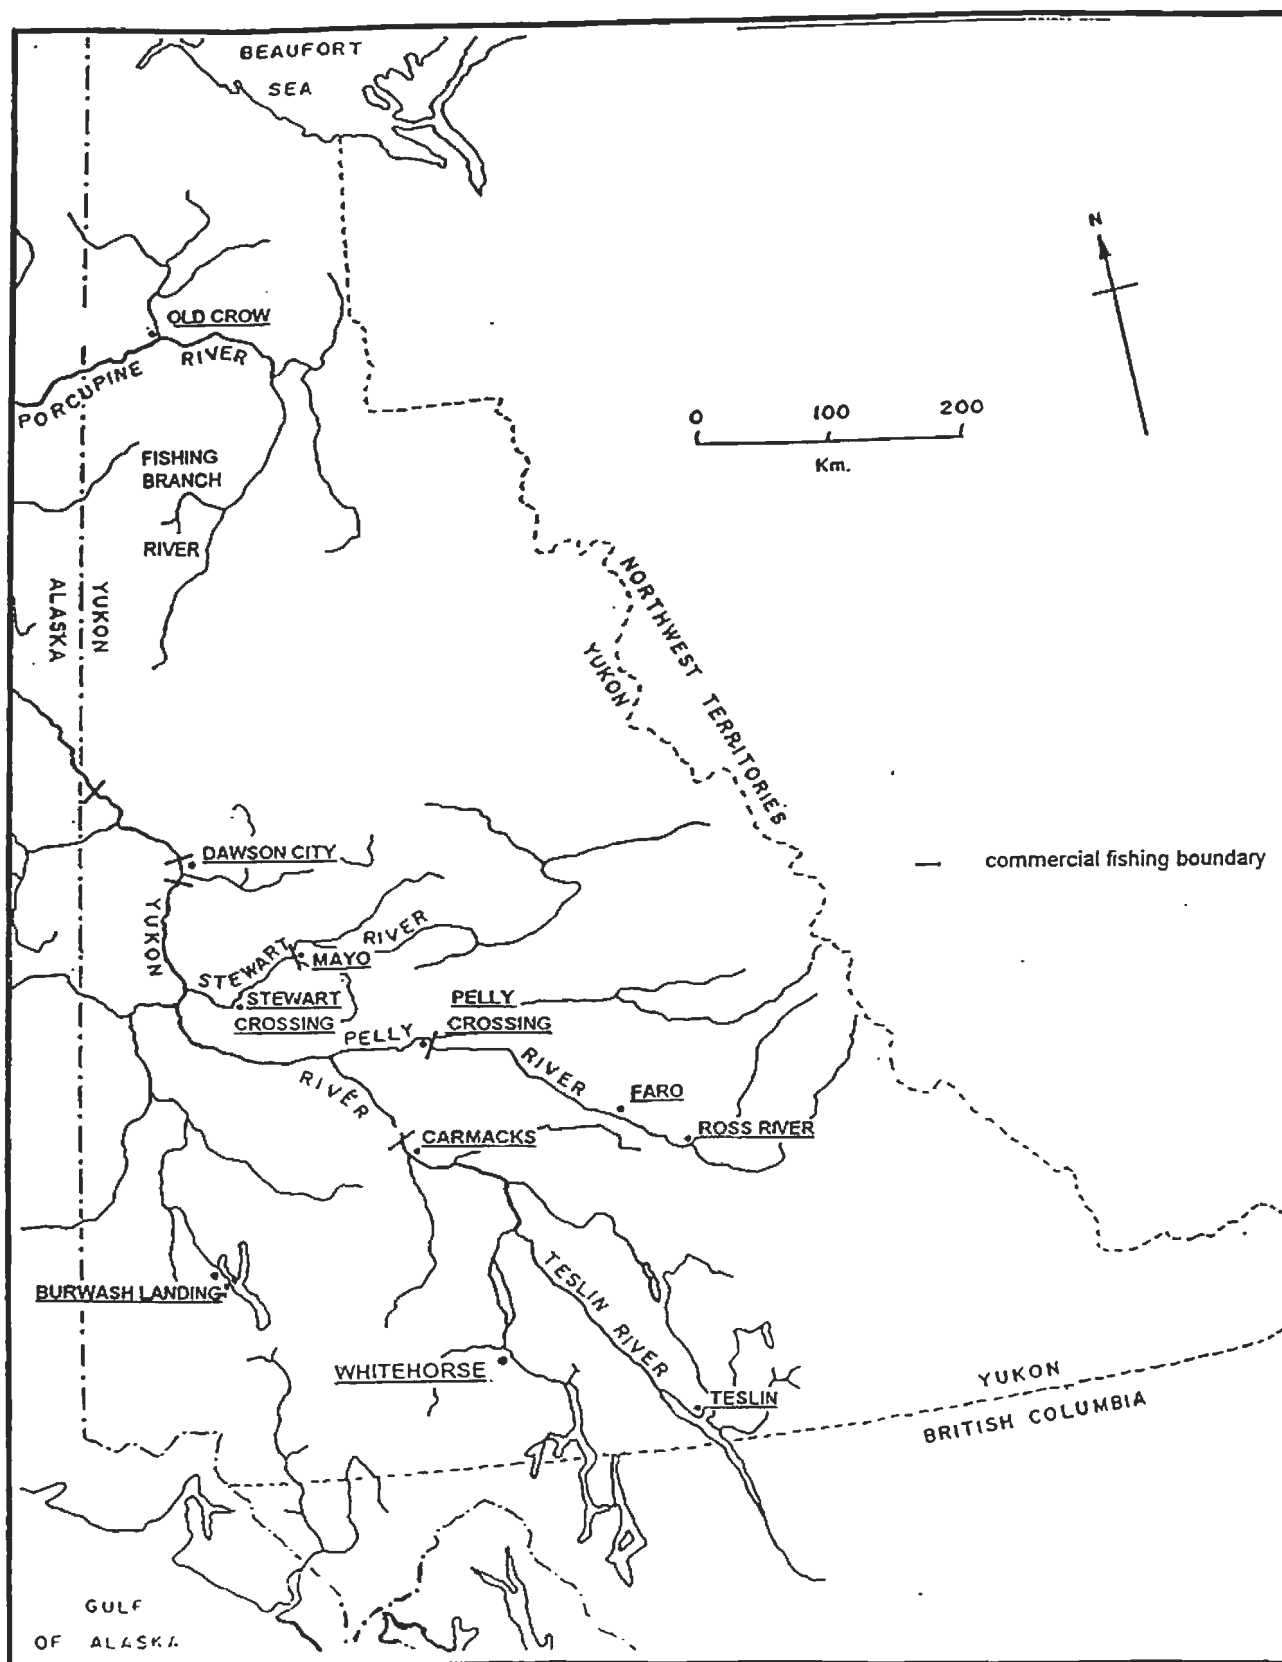 BEAUFORT
SEA
N
OLD CROW
PORCUPINE RIVER
0 100 200
Km.
FISHING
BRANCH
RIVER
ALASKA
YUKON
NORTHWEST TERRITORIES
YUKON
DAWSON CITY
commercial fishing boundary
YUKON
STEWART RIVER
MAYO
STEWART
CROSSING
PELLY
CROSSING
PELLY
RIVER
RIVER
FARO
CARMACKS
ROSS RIVER
BURWASH LANDING
TESLIN RIVER
WHITEHORSE
TESLIN
YUKON
BRITISH COLUMBIA
GULF
OF ALASKA